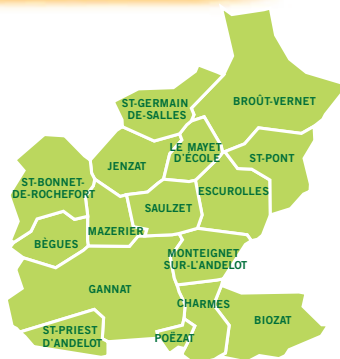 BROÛT-VERNET
ST-GERMAIN
DE-SALLES
LE MAYET
D'ÉCOLE
ST-PONT
JENZAT
ST-BONNET-
DE-ROCHEFORT
ESCUROLLES
SAULZET
MAZERIER
BÈGUES
MONTEIGNET
SUR-L'ANDELOT
GANNAT
CHARMES
BIOZAT
ST-PRIEST
D'ANDELOT
POËZAT